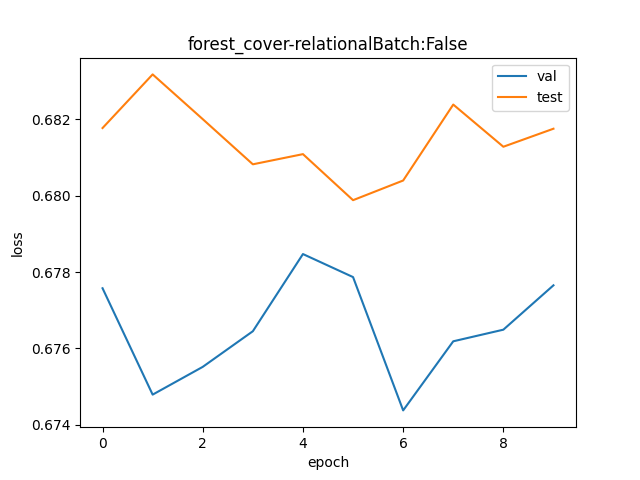 forest_cover-relationalBatch:False
val
test
loss
0.682
0.680
0.678
0.676
0.674
0 2 4 6 8
epoch